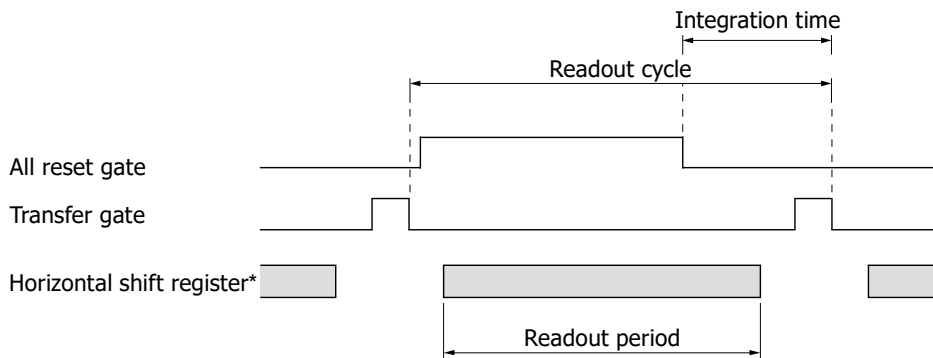 Integration time
Readout cycle
All reset gate
Transfer gate
Horizontal shift register*
Readout period